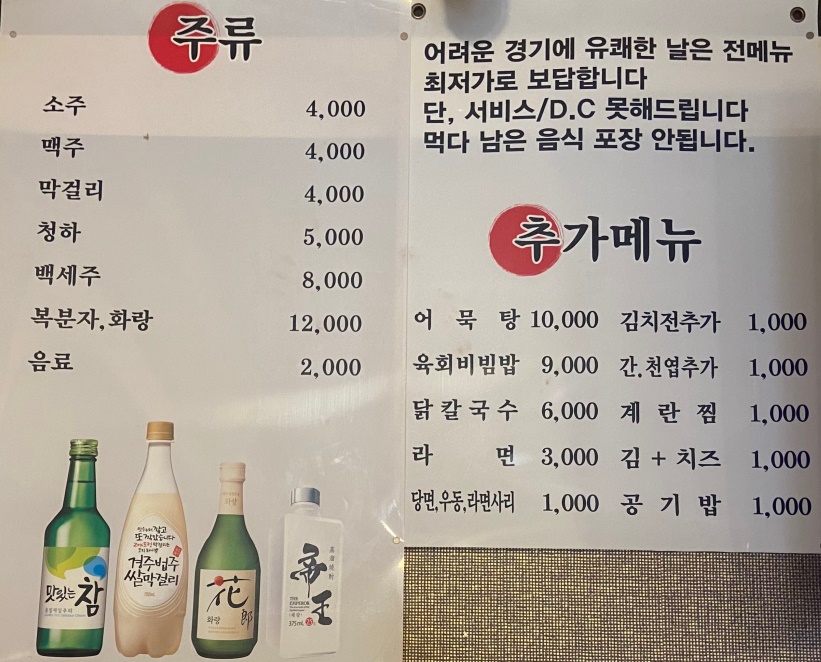 주류
소주 4,000
맥주 4,000
막걸리 4,000
청하 5,000
백세주 8,000
복분자,화랑 12,000
음료 2,000
맛있는
참
경주법주
쌀막걸리
花
郎
화랑
帝
王
375㎖
어려운 경기에 유쾌한 날은 전메뉴
최저가로 보답합니다
단, 서비스/D.C 못해드립니다
먹다 남은 음식 포장 안됩니다.
추가메뉴
어묵탕 10,000 김치전추가 1,000
육회비빔밥 9,000 간.천엽추가 1,000
닭칼국수 6,000 계란찜 1,000
라면 3,000 김+치즈 1,000
당면,우동,라면사리 1,000 공기밥 1,000